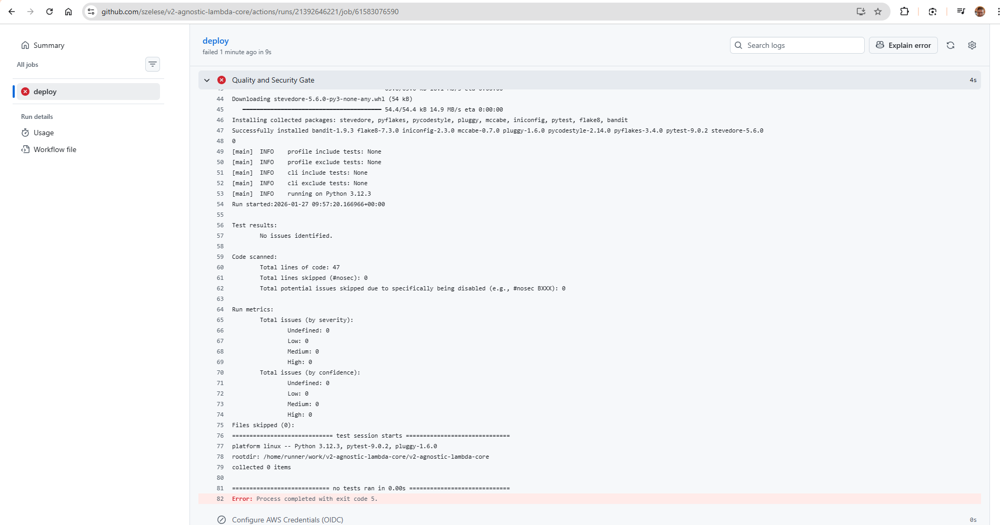 github.com/szelese/v2-agnostic-lambda-core/actions/runs/21392646221/job/61583076590
Summary
All jobs
deploy
Run details
Usage
Workflow file
deploy
failed 1 minute ago in 9s
Search logs
Explain error
Quality and Security Gate
4s
44 Downloading stevedore-5.6.0-py3-none-any.whl (54 kB)
45 54.4/54.4 kB 14.9 MB/s eta 0:00:00
46 Installing collected packages: stevedore, pyflakes, pycodestyle, pluggy, mccabe, iniconfig, pytest, flake8, bandit
47 Successfully installed bandit-1.9.3 flake8-7.3.0 iniconfig-2.3.0 mccabe-0.7.0 pluggy-1.6.0 pycodestyle-2.14.0 pyflakes-3.4.0 pytest-9.0.2 stevedore-5.6.0
48 0
49 [main] INFO profile include tests: None
50 [main] INFO profile exclude tests: None
51 [main] INFO cli include tests: None
52 [main] INFO cli exclude tests: None
53 [main] INFO running on Python 3.12.3
54 Run started:2026-01-27 09:57:20.166966+00:00
55
56 Test results:
57 No issues identified.
58
59 Code scanned:
60 Total lines of code: 47
61 Total lines skipped (#nosec): 0
62 Total potential issues skipped due to specifically being disabled (e.g., #nosec BXXX): 0
63
64 Run metrics:
65 Total issues (by severity):
66 Undefined: 0
67 Low: 0
68 Medium: 0
69 High: 0
70 Total issues (by confidence):
71 Undefined: 0
72 Low: 0
73 Medium: 0
74 High: 0
75 Files skipped (0):
76 ============================= test session starts ==============================
77 platform linux -- Python 3.12.3, pytest-9.0.2, pluggy-1.6.0
78 rootdir: /home/runner/work/v2-agnostic-lambda-core/v2-agnostic-lambda-core
79 collected 0 items
80
81 ============================ no tests ran in 0.00s =============================
82 Error: Process completed with exit code 5.
Configure AWS Credentials (OIDC)
0s